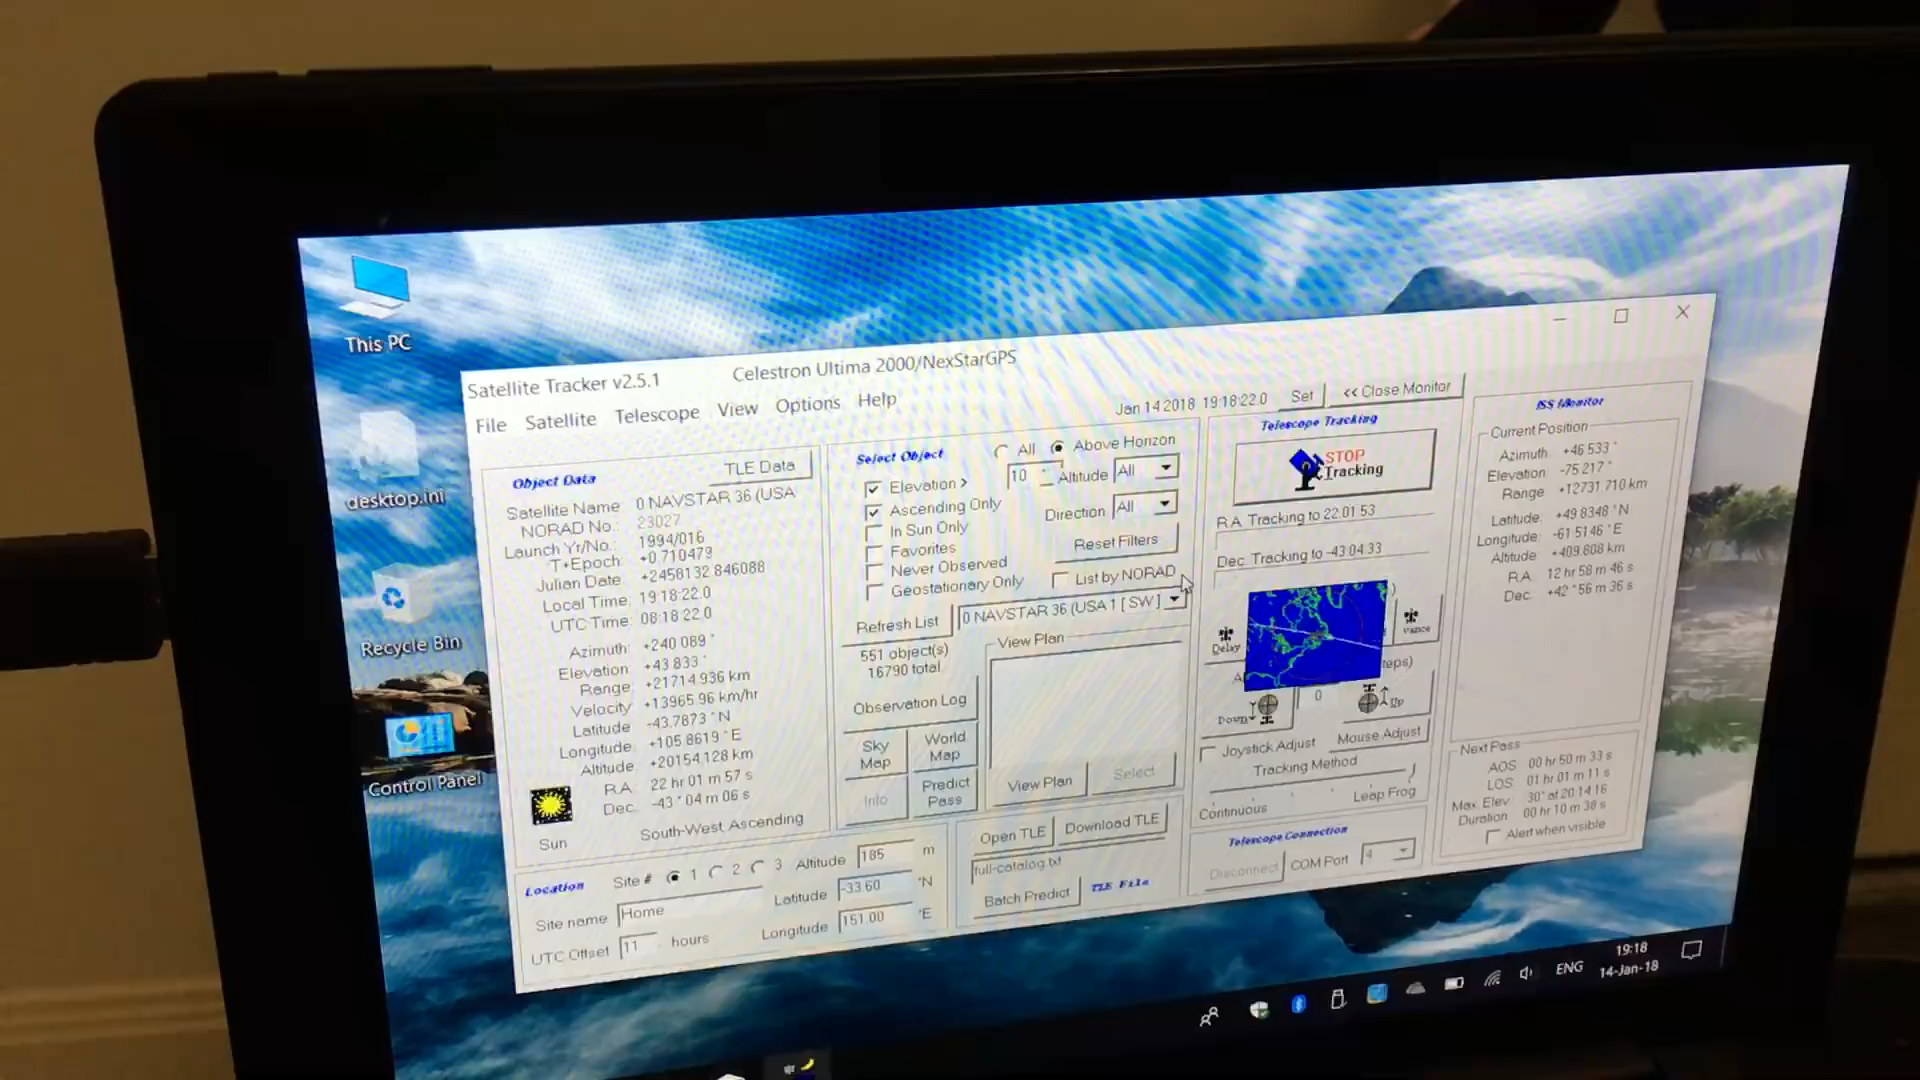 This PC
desktop.ini
Recycle Bin
Control Panel
Satellite Tracker v2.5.1
Celestron Ultima 2000/NexStarGPS
File Satellite Telescope View Options Help
Jan 14 2018 19:18:22.0
Set
<< Close Monitor
Object Data
TLE Data
Satellite Name 0 NAVSTAR 36 (USA
NORAD No.: 23027
Launch Yr/No.: 1994/016
T+Epoch: +0.710479
Julian Date: +2458132.846088
Local Time: 19:18:22.0
UTC Time: 08:18:22.0
Azimuth: +240.089 °
Elevation: +43.833 °
Range: +21714.936 km
Velocity: +13965.96 km/hr
Latitude: -43.7873 °N
Longitude: +105.8619 °E
Altitude: +20154.128 km
R.A. 22 hr 01 m 57 s
Dec. -43 ° 04 m 06 s
Sun
South-West Ascending
Select Object
All
Above Horizon
Elevation >
10 °
Altitude All
Ascending Only
Direction All
In Sun Only
Favorites
Reset Filters
Never Observed
Geostationary Only
List by NORAD
Refresh List
0 NAVSTAR 36 (USA 1 [ SW ]
551 object(s)
16790 total
View Plan
Observation Log
Sky Map
World Map
Info
Predict Pass
View Plan
Select
Telescope Tracking
STOP Tracking
R.A. Tracking to 22.01.53
Dec. Tracking to -43.04.33
Delay
vance
teps)
0
Down
Up
Joystick Adjust
Mouse Adjust
Tracking Method
Continuous
Leap Frog
Telescope Connection
Disconnect
COM Port 4
ISS Monitor
Current Position
Azimuth: +46.533 °
Elevation: -75.217 °
Range +12731.710 km
Latitude: +49.8348 °N
Longitude: -61.5146 °E
Altitude: +409.808 km
R.A. 12 hr 58 m 46 s
Dec. +42 ° 56 m 36 s
Next Pass
AOS 00 hr 50 m 33 s
LOS: 01 hr 01 m 11 s
Max. Elev: 30° at 20:14:16
Duration 00 hr 10 m 38 s
Alert when visible
Location
Site # 1 2 3
Altitude 185 m
Latitude -33.60 °N
Site name Home
Longitude 151.00 °E
UTC Offset 11 hours
Open TLE
Download TLE
full-catalog.txt
Batch Predict
TLE File
ENG
19:18
14-Jan-18